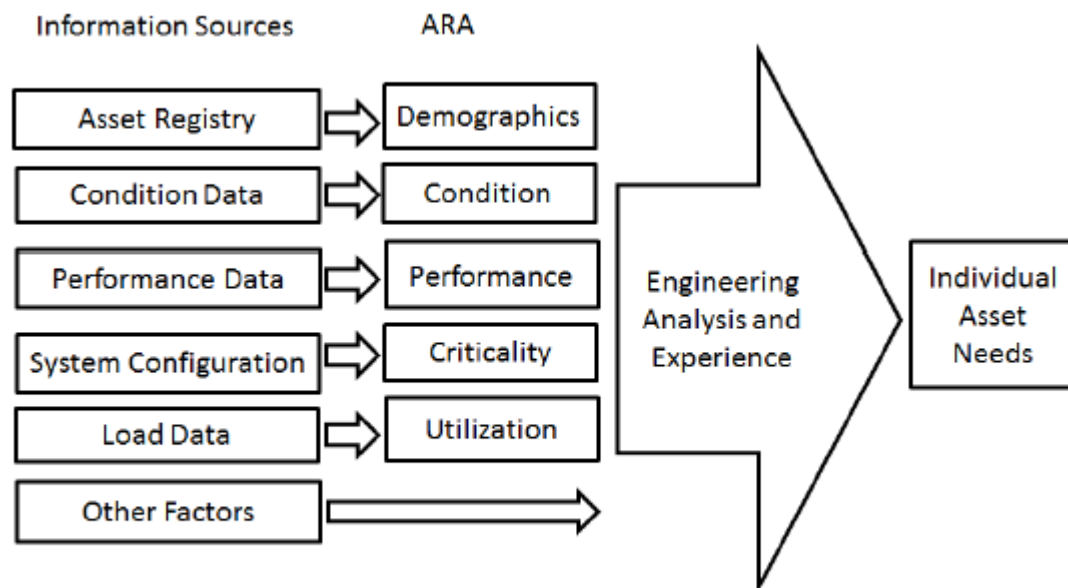 Information Sources
ARA
Asset Registry
Demographics
Condition Data
Condition
Performance Data
Performance
System Configuration
Criticality
Load Data
Utilization
Other Factors
Engineering
Analysis and
Experience
Individual
Asset
Needs